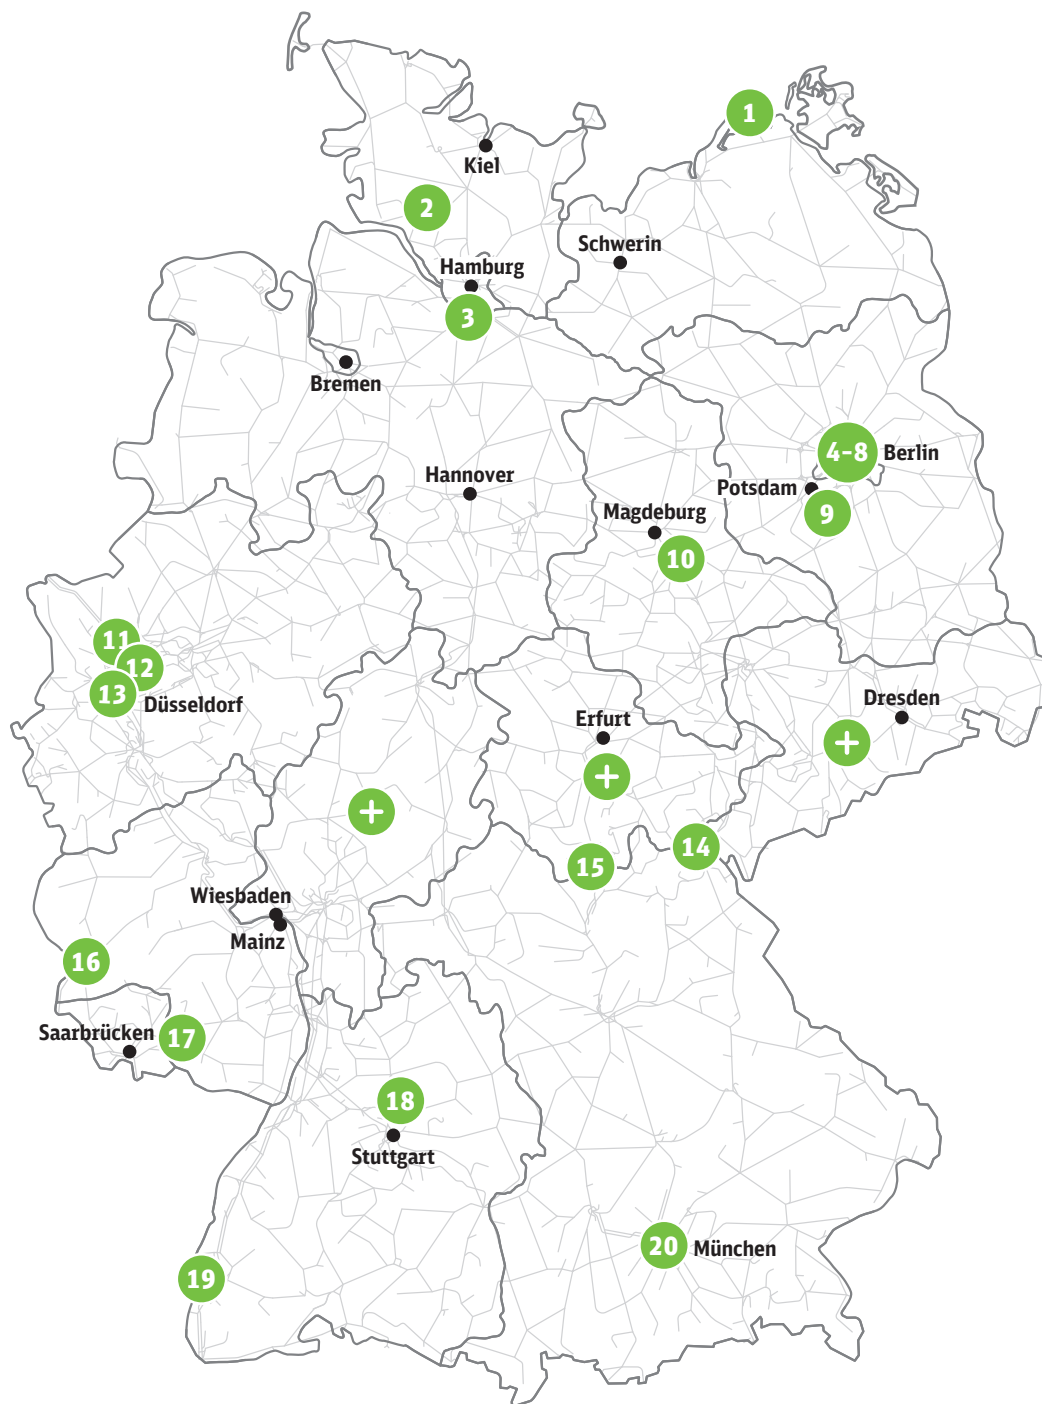 1
Kiel
2
Schwerin
Hamburg
3
Bremen
4-8
Berlin
Hannover
Potsdam
9
Magdeburg
10
11
12
13
Düsseldorf
Dresden
Erfurt
+
+
+
14
15
Wiesbaden
Mainz
16
Saarbrücken
17
18
Stuttgart
20
München
19